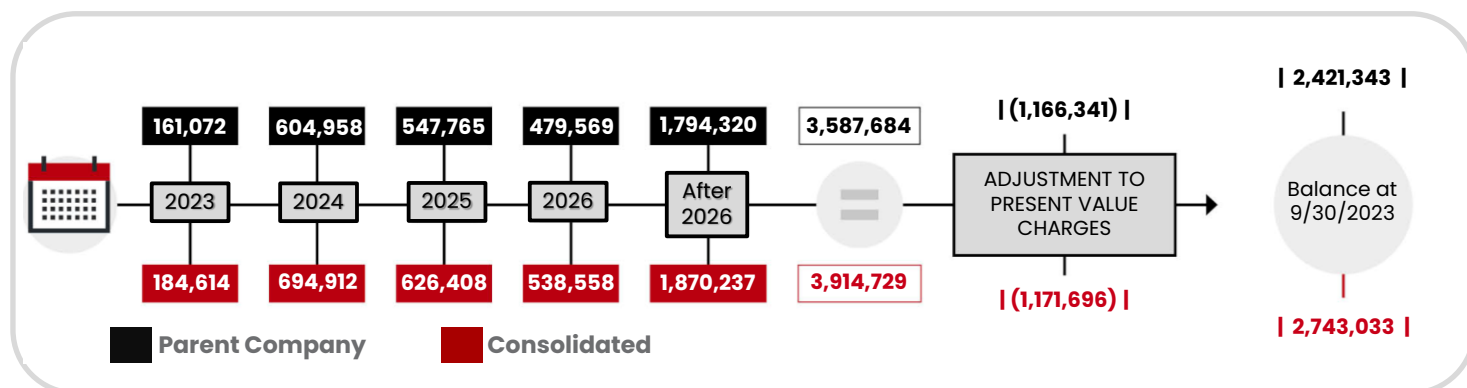 161,072 604,958 547,765 479,569 1,794,320 3,587,684 | (1,166,341) | | 2,421,343 |
2023 2024 2025 2026 After
2026
ADJUSTMENT TO
PRESENT VALUE
CHARGES
Balance at
9/30/2023
184,614 694,912 626,408 538,558 1,870,237 3,914,729 | (1,171,696) | | 2,743,033 |
Parent Company Consolidated